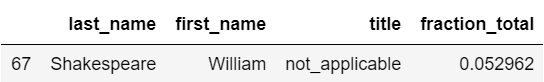 last_name first_name title fraction_total
67 Shakespeare William not_applicable 0.052962